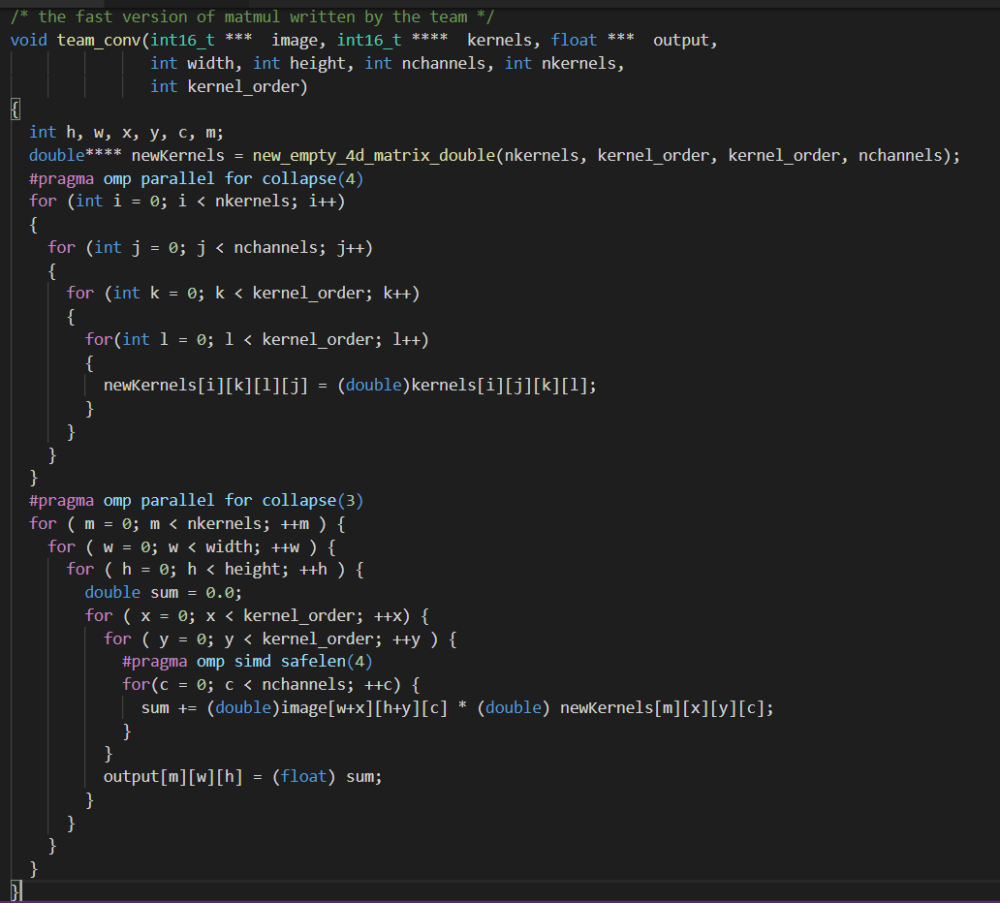 /* the fast version of matmul written by the team */
void team_conv(int16_t ***  image, int16_t ****  kernels, float ***  output,
               int width, int height, int nchannels, int nkernels,
               int kernel_order)
{
  int h, w, x, y, c, m;
  double**** newKernels = new_empty_4d_matrix_double(nkernels, kernel_order, kernel_order, nchannels);
  #pragma omp parallel for collapse(4)
  for (int i = 0; i < nkernels; i++)
  {
    for (int j = 0; j < nchannels; j++)
    {
      for (int k = 0; k < kernel_order; k++)
      {
        for(int l = 0; l < kernel_order; l++)
        {
          newKernels[i][k][l][j] = (double)kernels[i][j][k][l];
        }
      }
    }
  }
  #pragma omp parallel for collapse(3)
  for ( m = 0; m < nkernels; ++m ) {
    for ( w = 0; w < width; ++w ) {
      for ( h = 0; h < height; ++h ) {
        double sum = 0.0;
        for ( x = 0; x < kernel_order; ++x) {
          for ( y = 0; y < kernel_order; ++y ) {
            #pragma omp simd safelen(4)
            for(c = 0; c < nchannels; ++c) {
              sum += (double)image[w+x][h+y][c] * (double) newKernels[m][x][y][c];
            }
          }
          output[m][w][h] = (float) sum;
        }
      }
    }
  }
}